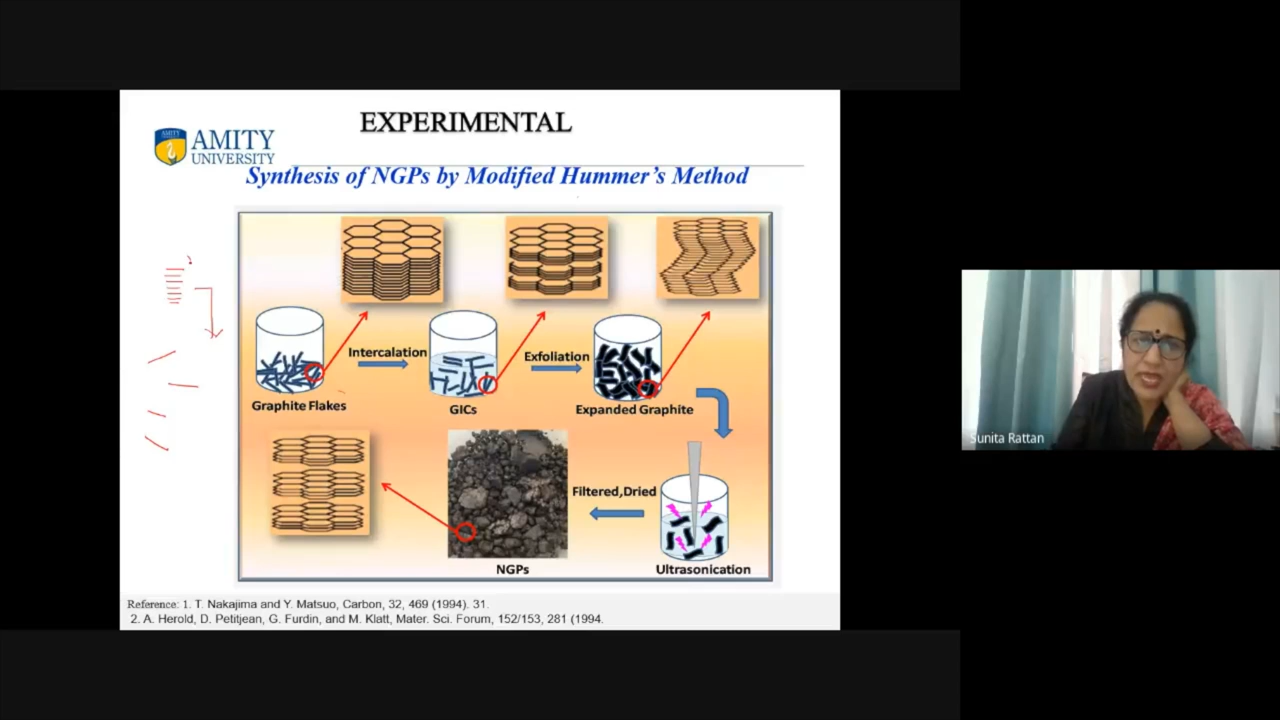 EXPERIMENTAL
AMITY
AMITY
UNIVERSITY
Synthesis of NGPs by Modified Hummer's Method
Intercalation
Exfoliation
Graphite Flakes
GICs
Expanded Graphite
Filtered,Dried
NGPs
Ultrasonication
Reference: 1. T. Nakajima and Y. Matsuo, Carbon, 32, 469 (1994). 31.
2. A. Herold, D. Petitjean, G. Furdin, and M. Klatt, Mater. Sci. Forum, 152/153, 281 (1994.
Sunita Rattan